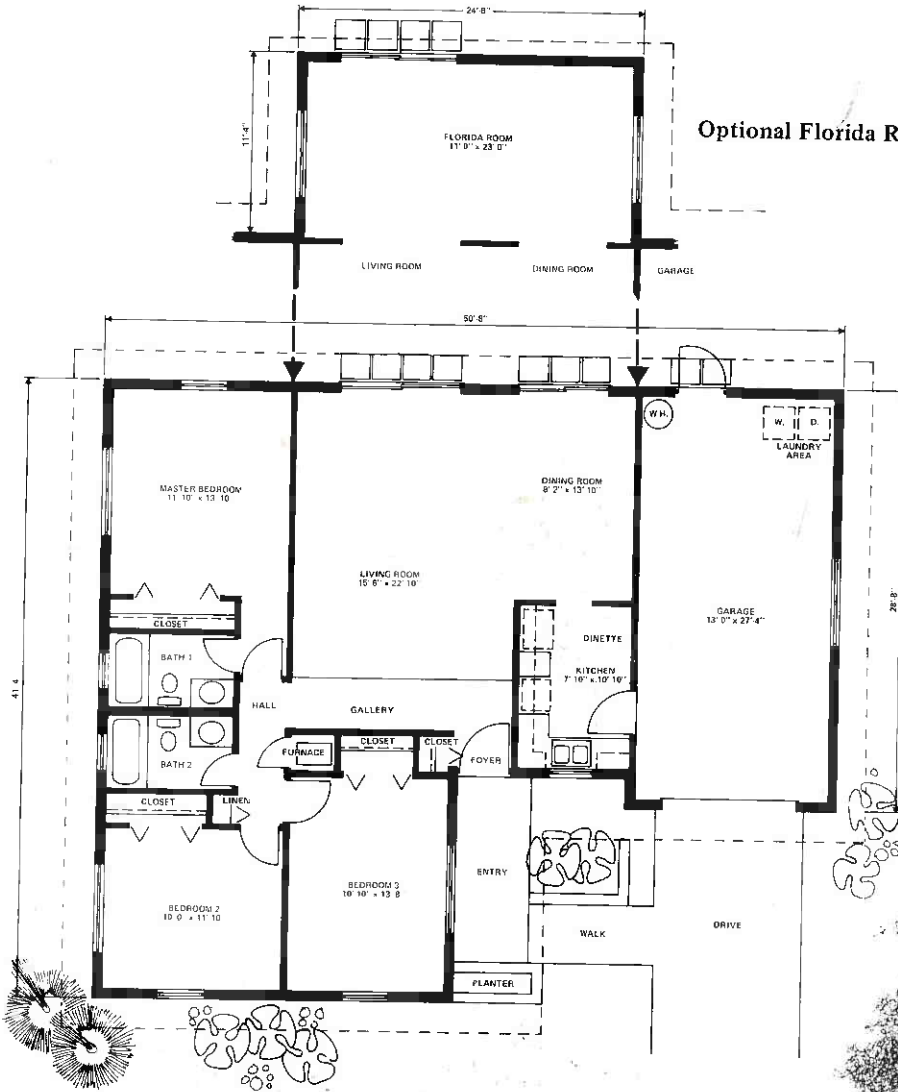 24'-8"
Optional Florida R
11'-4"
FLORIDA ROOM
11' 0" x 23' 0"
LIVING ROOM
DINING ROOM
GARAGE
50'-8"
W.H.
W.
D.
LAUNDRY
AREA
MASTER BEDROOM
11' 10" x 13' 10
DINING ROOM
8' 2" x 13' 10"
LIVING ROOM
15' 6" x 22' 10"
GARAGE
13' 0" x 27'-4"
28'-8"
41'-4
CLOSET
BATH 1
DINETTE
KITCHEN
7' 10" x 10' 10"
HALL
GALLERY
BATH 2
FURNACE
CLOSET
CLOSET
FOYER
CLOSET
LINEN
ENTRY
BEDROOM 3
10' 10" x 13' 8
BEDROOM 2
10' 0" x 11' 10
WALK
DRIVE
PLANTER